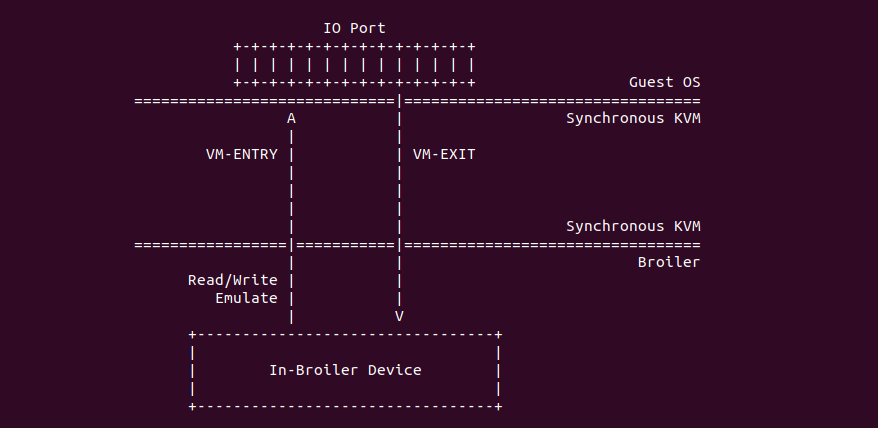 IO Port
+-+-+-+-+-+-+-+-+-+-+-+-+-+
| | | | | | | | | | | | | |
+-+-+-+-+-+-+-+-+-+-+-+-+-+ Guest OS
=============================|=================================
A | Synchronous KVM
| |
VM-ENTRY | | VM-EXIT
| |
| |
| |
| | Synchronous KVM
=================|===========|=================================
| | Broiler
Read/Write | |
Emulate | |
| V
+---------------------------------+
| |
| In-Broiler Device |
| |
+---------------------------------+